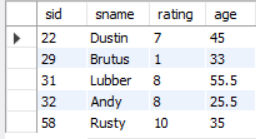 sid sname rating age
22 Dustin 7 45
29 Brutus 1 33
31 Lubber 8 55.5
32 Andy 8 25.5
58 Rusty 10 35